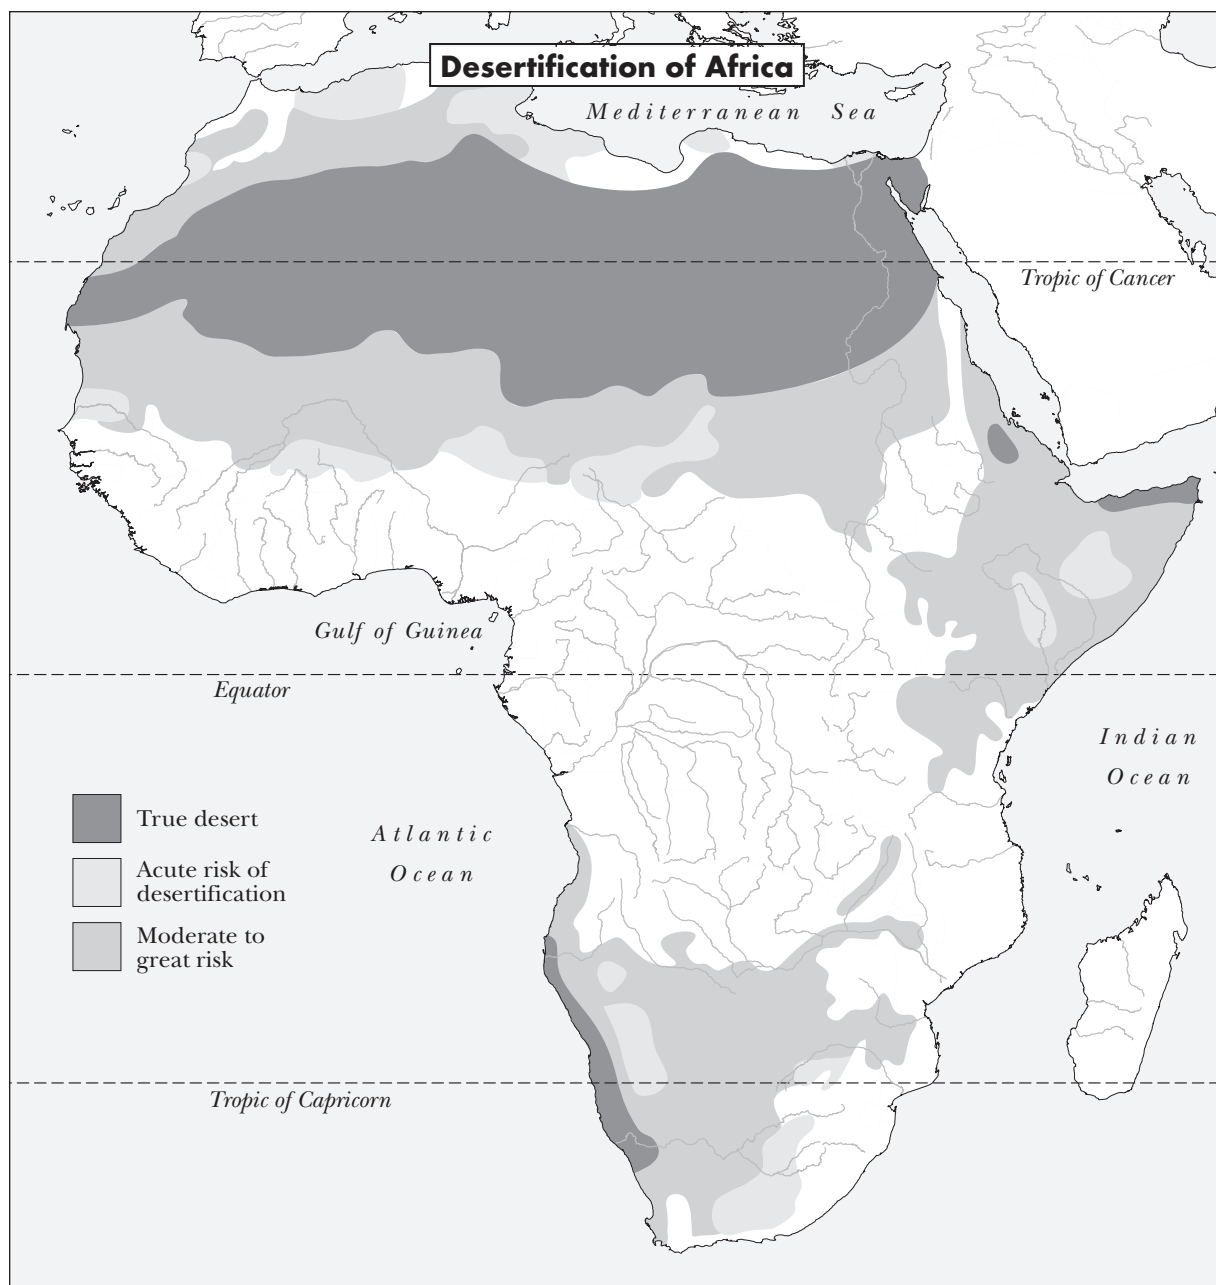 Desertification of Africa
Mediterranean Sea
Tropic of Cancer
Gulf of Guinea
Equator
Indian
Ocean
True desert
Atlantic
Ocean
Acute risk of
desertification
Moderate to
great risk
Tropic of Capricorn